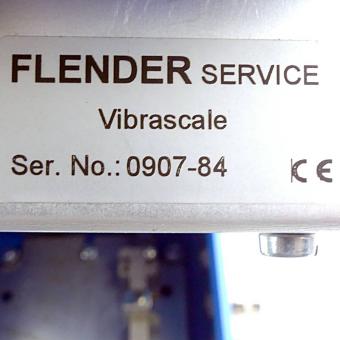 FLENDER SERVICE
Vibrascale
Ser. No.: 0907-84 CE